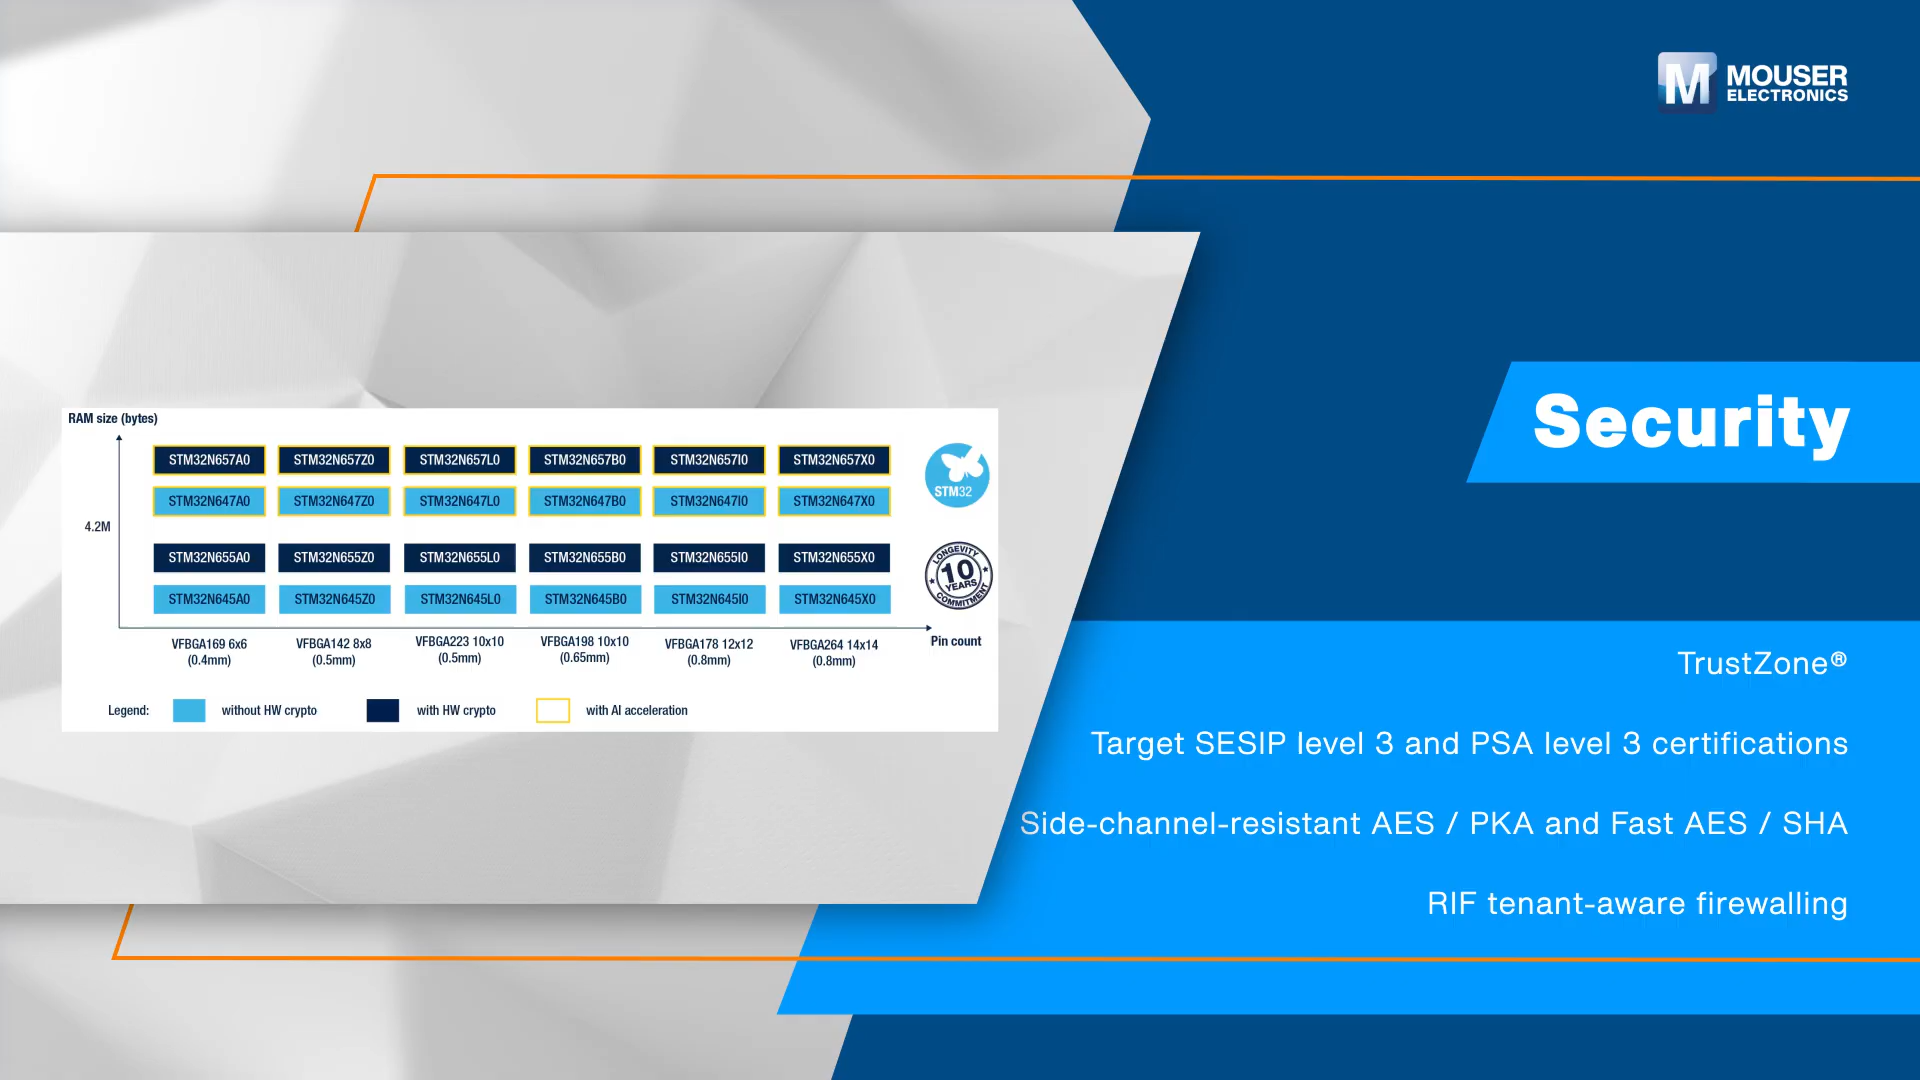 MOUSER
ELECTRONICS
Security
RAM size (bytes)
STM32N657A0 STM32N657Z0 STM32N657L0 STM32N657B0 STM32N657I0 STM32N657X0
STM32N647A0 STM32N647Z0 STM32N647L0 STM32N647B0 STM32N647I0 STM32N647X0
4.2M
STM32N655A0 STM32N655Z0 STM32N655L0 STM32N655B0 STM32N655I0 STM32N655X0
STM32N645A0 STM32N645Z0 STM32N645L0 STM32N645B0 STM32N645I0 STM32N645X0
VFBGA169 6x6 VFBGA142 8x8 VFBGA223 10x10 VFBGA198 10x10 VFBGA178 12x12 VFBGA264 14x14
(0.4mm) (0.5mm) (0.5mm) (0.65mm) (0.8mm) (0.8mm)
Pin count
STM32
LONGEVITY
10
YEARS
COMMITMENT
Legend: without HW crypto with HW crypto with AI acceleration
TrustZone®
Target SESIP level 3 and PSA level 3 certifications
Side-channel-resistant AES / PKA and Fast AES / SHA
RIF tenant-aware firewalling